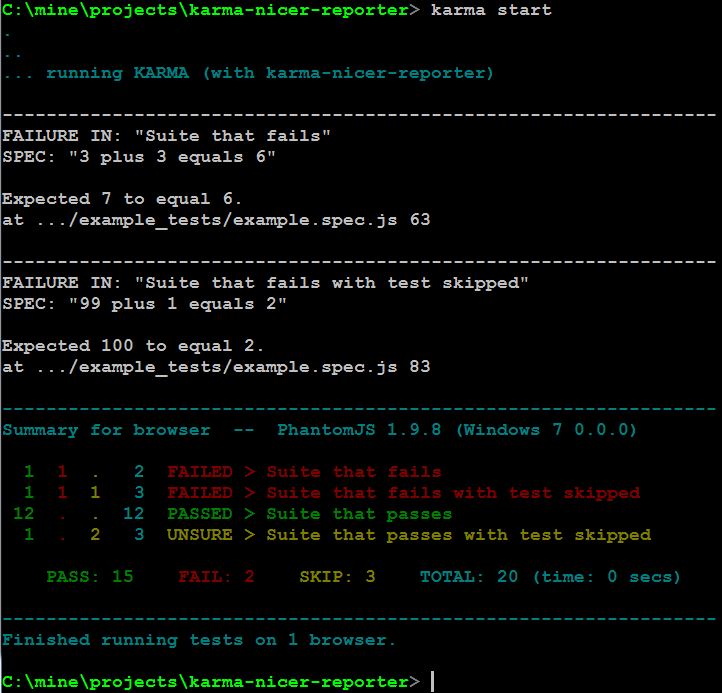 C:\mine\projects\karma-nicer-reporter> karma start
.
..
... running KARMA (with karma-nicer-reporter)
-----------------------------------------------------------------
FAILURE IN: "Suite that fails"
SPEC: "3 plus 3 equals 6"
Expected 7 to equal 6.
at .../example_tests/example.spec.js 63
-----------------------------------------------------------------
FAILURE IN: "Suite that fails with test skipped"
SPEC: "99 plus 1 equals 2"
Expected 100 to equal 2.
at .../example_tests/example.spec.js 83
-----------------------------------------------------------------
Summary for browser  --  PhantomJS 1.9.8 (Windows 7 0.0.0)
  1  1  .   2  FAILED > Suite that fails
  1  1  1   3  FAILED > Suite that fails with test skipped
 12  .  .  12  PASSED > Suite that passes
  1  .  2   3  UNSURE > Suite that passes with test skipped
    PASS: 15    FAIL: 2    SKIP: 3    TOTAL: 20 (time: 0 secs)
-----------------------------------------------------------------
Finished running tests on 1 browser.
C:\mine\projects\karma-nicer-reporter>